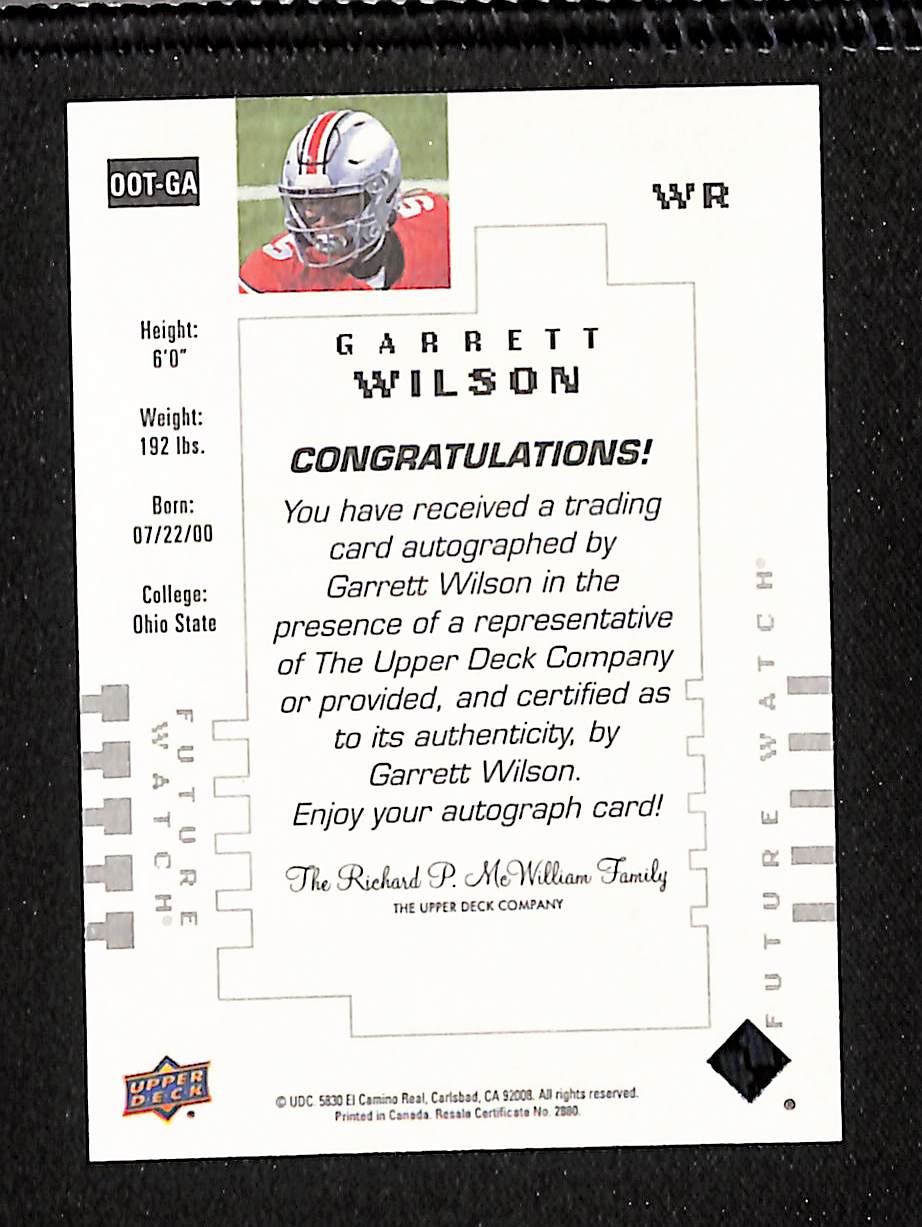 OOT-GA
5
5
WR
Height:
6'0"
Weight:
192 lbs.
Born:
07/22/00
College:
Ohio State
GARRETT
WILSON
CONGRATULATIONS!
You have received a trading
card autographed by
Garrett Wilson in the
presence of a representative
of The Upper Deck Company
or provided, and certified as
to its authenticity, by
Garrett Wilson.
Enjoy your autograph card!
The Richard P. McWilliam Family
THE UPPER DECK COMPANY
FUTURE
WATCH®
FUTURE WATCH®
UPPER
DECK
© UDC 5830 El Camino Real, Carlsbad, CA 92008. All rights reserved.
Printed in Canada. Resale Certificate No. 2880.